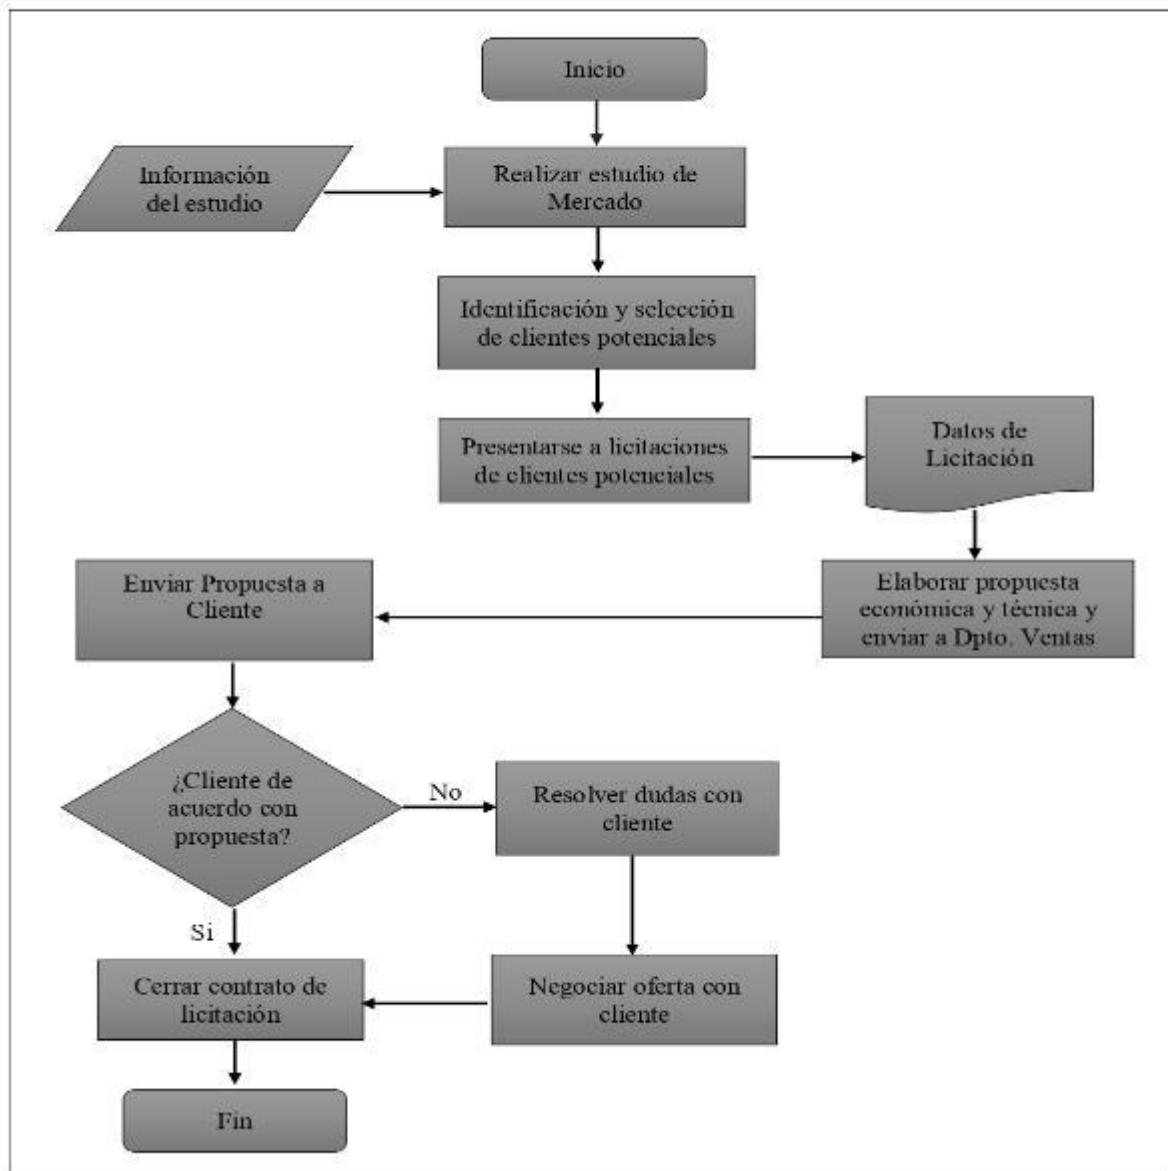 Inicio
Información
del estudio
Realizar estudio de
Mercado
Identificación y selección
de clientes potenciales
Presentarse a licitaciones
de clientes potenciales
Datos de
Licitación
Elaborar propuesta
económica y técnica y
enviar a Dpto. Ventas
Enviar Propuesta a
Cliente
¿Cliente de
acuerdo con
propuesta?
No
Resolver dudas con
cliente
Si
Negociar oferta con
cliente
Cerrar contrato de
licitación
Fin